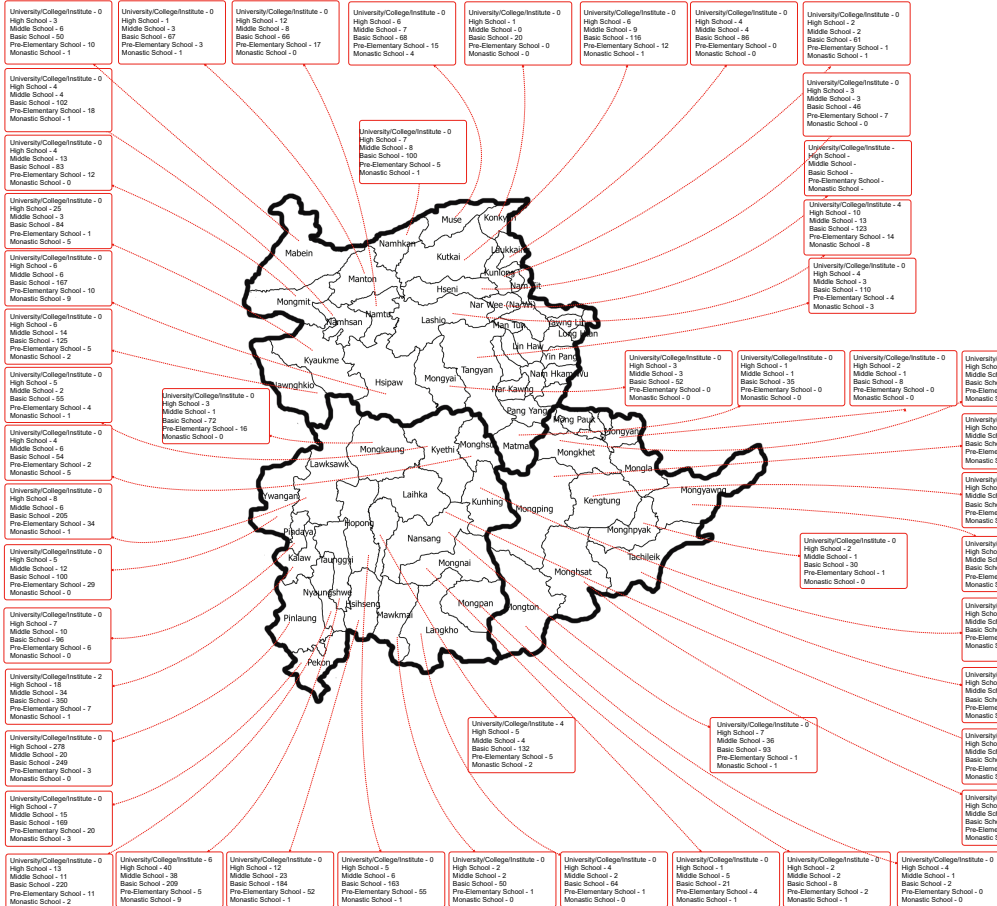 University/College/Institute - 0
High School - 3
Middle School - 6
Basic School - 50
Pre-Elementary School - 10
Monastic School - 1
University/College/Institute - 0
High School - 1
Middle School - 3
Basic School - 67
Pre-Elementary School - 3
Monastic School - 1
University/College/Institute - 0
High School - 12
Middle School - 8
Basic School - 66
Pre-Elementary School - 17
Monastic School - 0
University/College/Institute - 0
High School - 6
Middle School - 7
Basic School - 68
Pre-Elementary School - 15
Monastic School - 4
University/College/Institute - 0
High School - 1
Middle School - 0
Basic School - 20
Pre-Elementary School - 0
Monastic School - 0
University/College/Institute - 0
High School - 6
Middle School - 9
Basic School - 116
Pre-Elementary School - 12
Monastic School - 1
University/College/Institute - 0
High School - 4
Middle School - 4
Basic School - 86
Pre-Elementary School - 0
Monastic School - 0
University/College/Institute - 0
High School - 2
Middle School - 2
Basic School - 61
Pre-Elementary School - 1
Monastic School - 1
University/College/Institute - 0
High School - 4
Middle School - 4
Basic School - 102
Pre-Elementary School - 18
Monastic School - 1
University/College/Institute - 0
High School - 3
Middle School - 3
Basic School - 46
Pre-Elementary School - 7
Monastic School - 0
University/College/Institute - 0
High School - 7
Middle School - 8
Basic School - 100
Pre-Elementary School - 5
Monastic School - 1
University/College/Institute - 0
High School - 4
Middle School - 13
Basic School - 83
Pre-Elementary School - 12
Monastic School - 0
University/College/Institute -
High School -
Middle School -
Basic School -
Pre-Elementary School -
Monastic School -
University/College/Institute - 0
High School - 25
Middle School - 3
Basic School - 84
Pre-Elementary School - 1
Monastic School - 5
University/College/Institute - 4
High School - 10
Middle School - 13
Basic School - 123
Pre-Elementary School - 14
Monastic School - 8
University/College/Institute - 0
High School - 6
Middle School - 6
Basic School - 167
Pre-Elementary School - 10
Monastic School - 9
University/College/Institute - 0
High School - 4
Middle School - 3
Basic School - 110
Pre-Elementary School - 4
Monastic School - 3
University/College/Institute - 0
High School - 6
Middle School - 14
Basic School - 125
Pre-Elementary School - 5
Monastic School - 2
University/College/Institute - 0
High School - 5
Middle School - 2
Basic School - 55
Pre-Elementary School - 4
Monastic School - 1
University/College/Institute - 0
High School - 3
Middle School - 1
Basic School - 72
Pre-Elementary School - 16
Monastic School - 0
University/College/Institute - 0
High School - 3
Middle School - 3
Basic School - 52
Pre-Elementary School - 0
Monastic School - 0
University/College/Institute - 0
High School - 1
Middle School - 1
Basic School - 35
Pre-Elementary School - 0
Monastic School - 0
University/College/Institute - 0
High School - 2
Middle School - 1
Basic School - 8
Pre-Elementary School - 0
Monastic School - 0
University/College/Institute - 0
High School - 4
Middle School - 6
Basic School - 54
Pre-Elementary School - 2
Monastic School - 5
University/College/Institute - 0
High School - 8
Middle School - 6
Basic School - 205
Pre-Elementary School - 34
Monastic School - 1
University/College/Institute - 0
High School - 5
Middle School - 12
Basic School - 100
Pre-Elementary School - 29
Monastic School - 0
University/College/Institute - 0
High School - 2
Middle School - 1
Basic School - 30
Pre-Elementary School - 1
Monastic School - 0
University/College/Institute - 0
High School - 7
Middle School - 10
Basic School - 96
Pre-Elementary School - 6
Monastic School - 0
University/College/Institute - 2
High School - 18
Middle School - 34
Basic School - 350
Pre-Elementary School - 7
Monastic School - 1
University/College/Institute - 0
High School - 278
Middle School - 20
Basic School - 249
Pre-Elementary School - 3
Monastic School - 0
University/College/Institute - 4
High School - 5
Middle School - 4
Basic School - 132
Pre-Elementary School - 5
Monastic School - 2
University/College/Institute - 0
High School - 7
Middle School - 36
Basic School - 93
Pre-Elementary School - 1
Monastic School - 1
University/College/Institute - 0
High School - 7
Middle School - 15
Basic School - 169
Pre-Elementary School - 20
Monastic School - 3
University/College/Institute - 0
High School - 13
Middle School - 11
Basic School - 220
Pre-Elementary School - 11
Monastic School - 2
University/College/Institute - 6
High School - 40
Middle School - 38
Basic School - 209
Pre-Elementary School - 5
Monastic School - 9
University/College/Institute - 0
High School - 12
Middle School - 23
Basic School - 184
Pre-Elementary School - 52
Monastic School - 1
University/College/Institute - 0
High School - 5
Middle School - 6
Basic School - 163
Pre-Elementary School - 55
Monastic School - 1
University/College/Institute - 0
High School - 2
Middle School - 2
Basic School - 50
Pre-Elementary School - 1
Monastic School - 0
University/College/Institute - 0
High School - 4
Middle School - 2
Basic School - 64
Pre-Elementary School - 1
Monastic School - 0
University/College/Institute - 0
High School - 1
Middle School - 5
Basic School - 21
Pre-Elementary School - 4
Monastic School - 1
University/College/Institute - 0
High School - 2
Middle School - 2
Basic School - 8
Pre-Elementary School - 2
Monastic School - 1
University/College/Institute - 0
High School - 4
Middle School - 1
Basic School - 2
Pre-Elementary School - 0
Monastic School - 0
Muse
Mabein
Namhkan
Kutkai
Laukkaing
Manton
Kunlong
Hseni
Mongmit
Namtu
Namhsan
Lashio
Man Tun
Lin Haw
Yin Pang
Kyaukme
Tangyan
Nawnghkio
Hsipaw
Mongyai
Nar Kawng
Mong Pauk
Mongkaung
Kyethi
Monghsu
Matman
Mongkhet
Lawksawk
Mongla
Laihka
Ywangan
Kunhing
Mongping
Kengtung
Mongyawng
Hopong
Pindaya
Nansang
Monghpyak
Kalaw
Taunggyi
Mongnai
Monghsat
Tachileik
Nyaungshwe
Hsihseng
Mawkmai
Mongpan
Mongton
Pinlaung
Langkho
Pekon